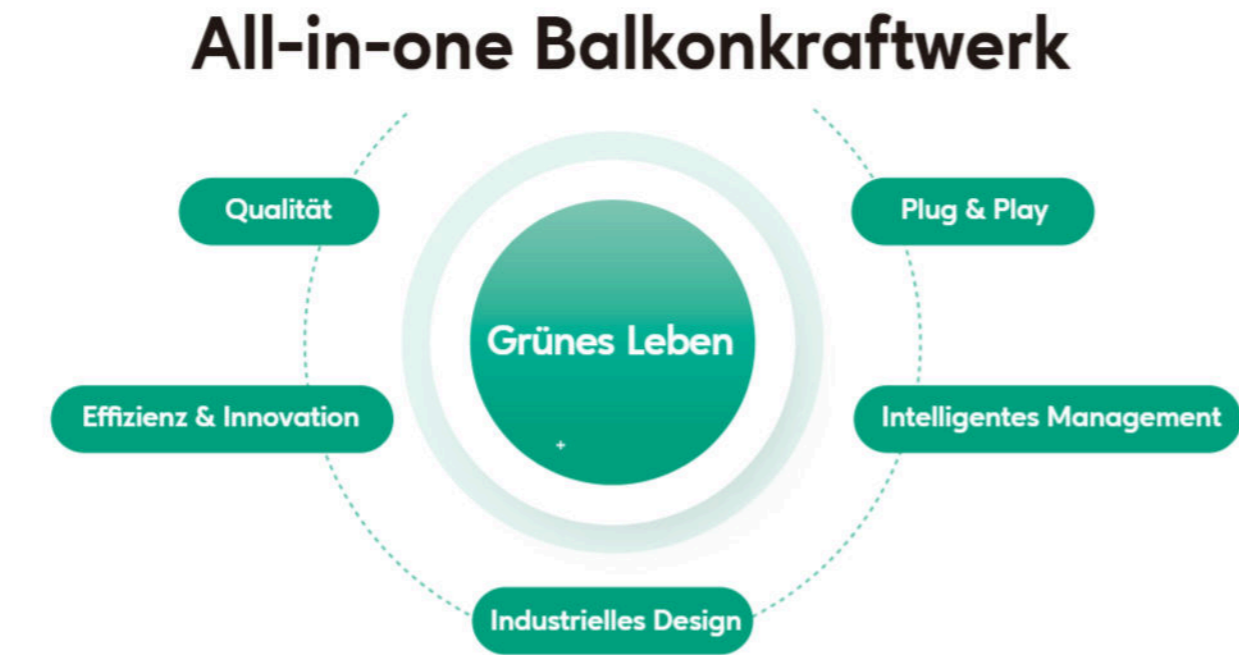 All-in-one Balkonkraftwerk
Qualität
Plug & Play
Grünes Leben
Effizienz & Innovation
Intelligentes Management
Industrielles Design